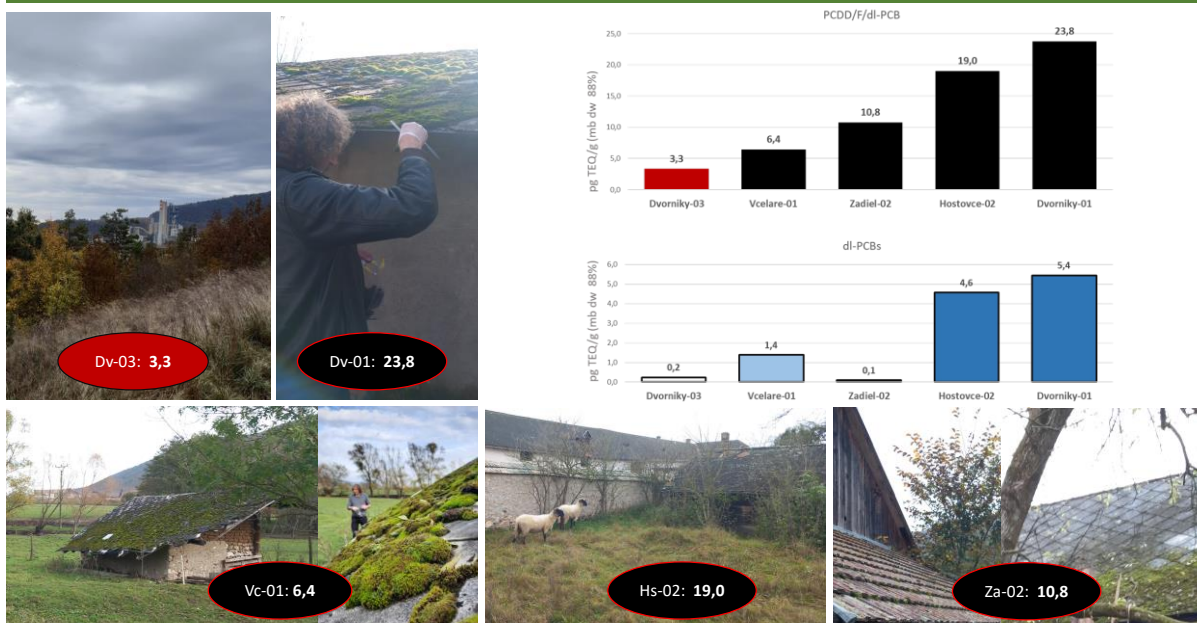 PCDD/F/dl-PCB
pg TEQ/g (mb dw 88%)
25,0
20,0
15,0
10,0
5,0
0,0
3,3
6,4
10,8
19,0
23,8
Dvorniky-03 Vcelare-01 Zadiel-02 Hostovce-02 Dvorniky-01
dl-PCBs
pg TEQ/g (mb dw 88%)
6,0
5,0
4,0
3,0
2,0
1,0
0,0
0,2
1,4
0,1
4,6
5,4
Dvorniky-03 Vcelare-01 Zadiel-02 Hostovce-02 Dvorniky-01
Dv-03: 3,3
Dv-01: 23,8
Vc-01: 6,4
Hs-02: 19,0
Za-02: 10,8